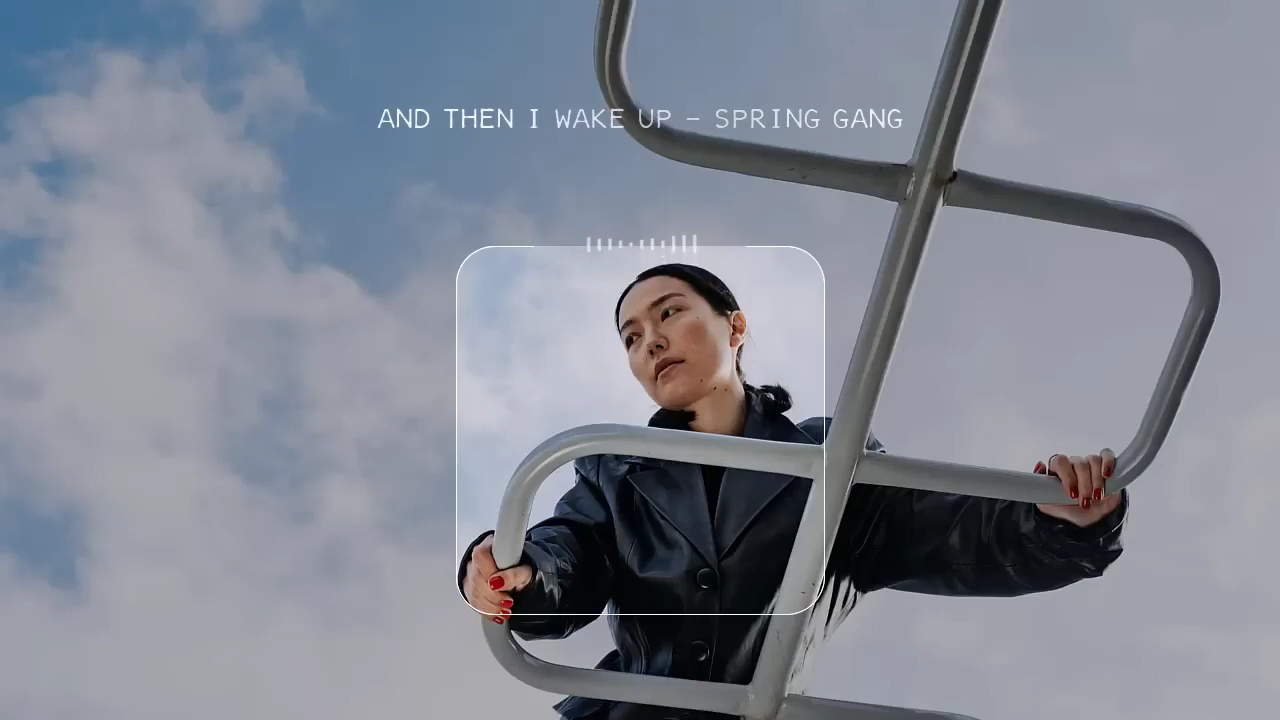 AND THEN I WAKE UP – SPRING GANG